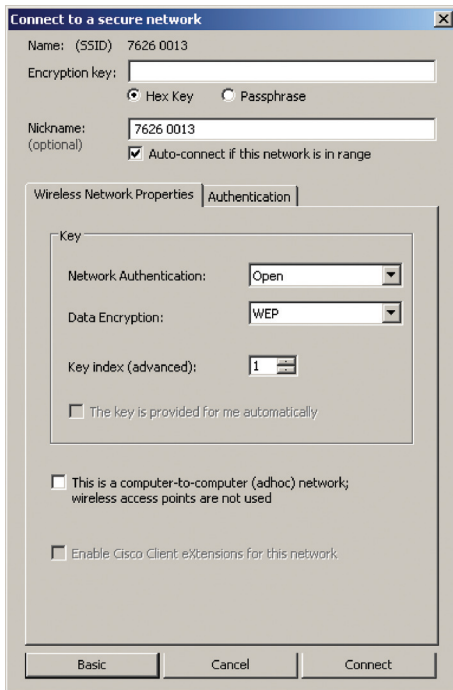 Connect to a secure network
Name: (SSID) 7626 0013
Encryption key:
Hex Key Passphrase
Nickname: 7626 0013
(optional)
Auto-connect if this network is in range
Wireless Network Properties Authentication
Key
Network Authentication: Open
Data Encryption: WEP
Key index (advanced): 1
The key is provided for me automatically
This is a computer-to-computer (adhoc) network;
wireless access points are not used
Enable Cisco Client eXtensions for this network
Basic Cancel Connect